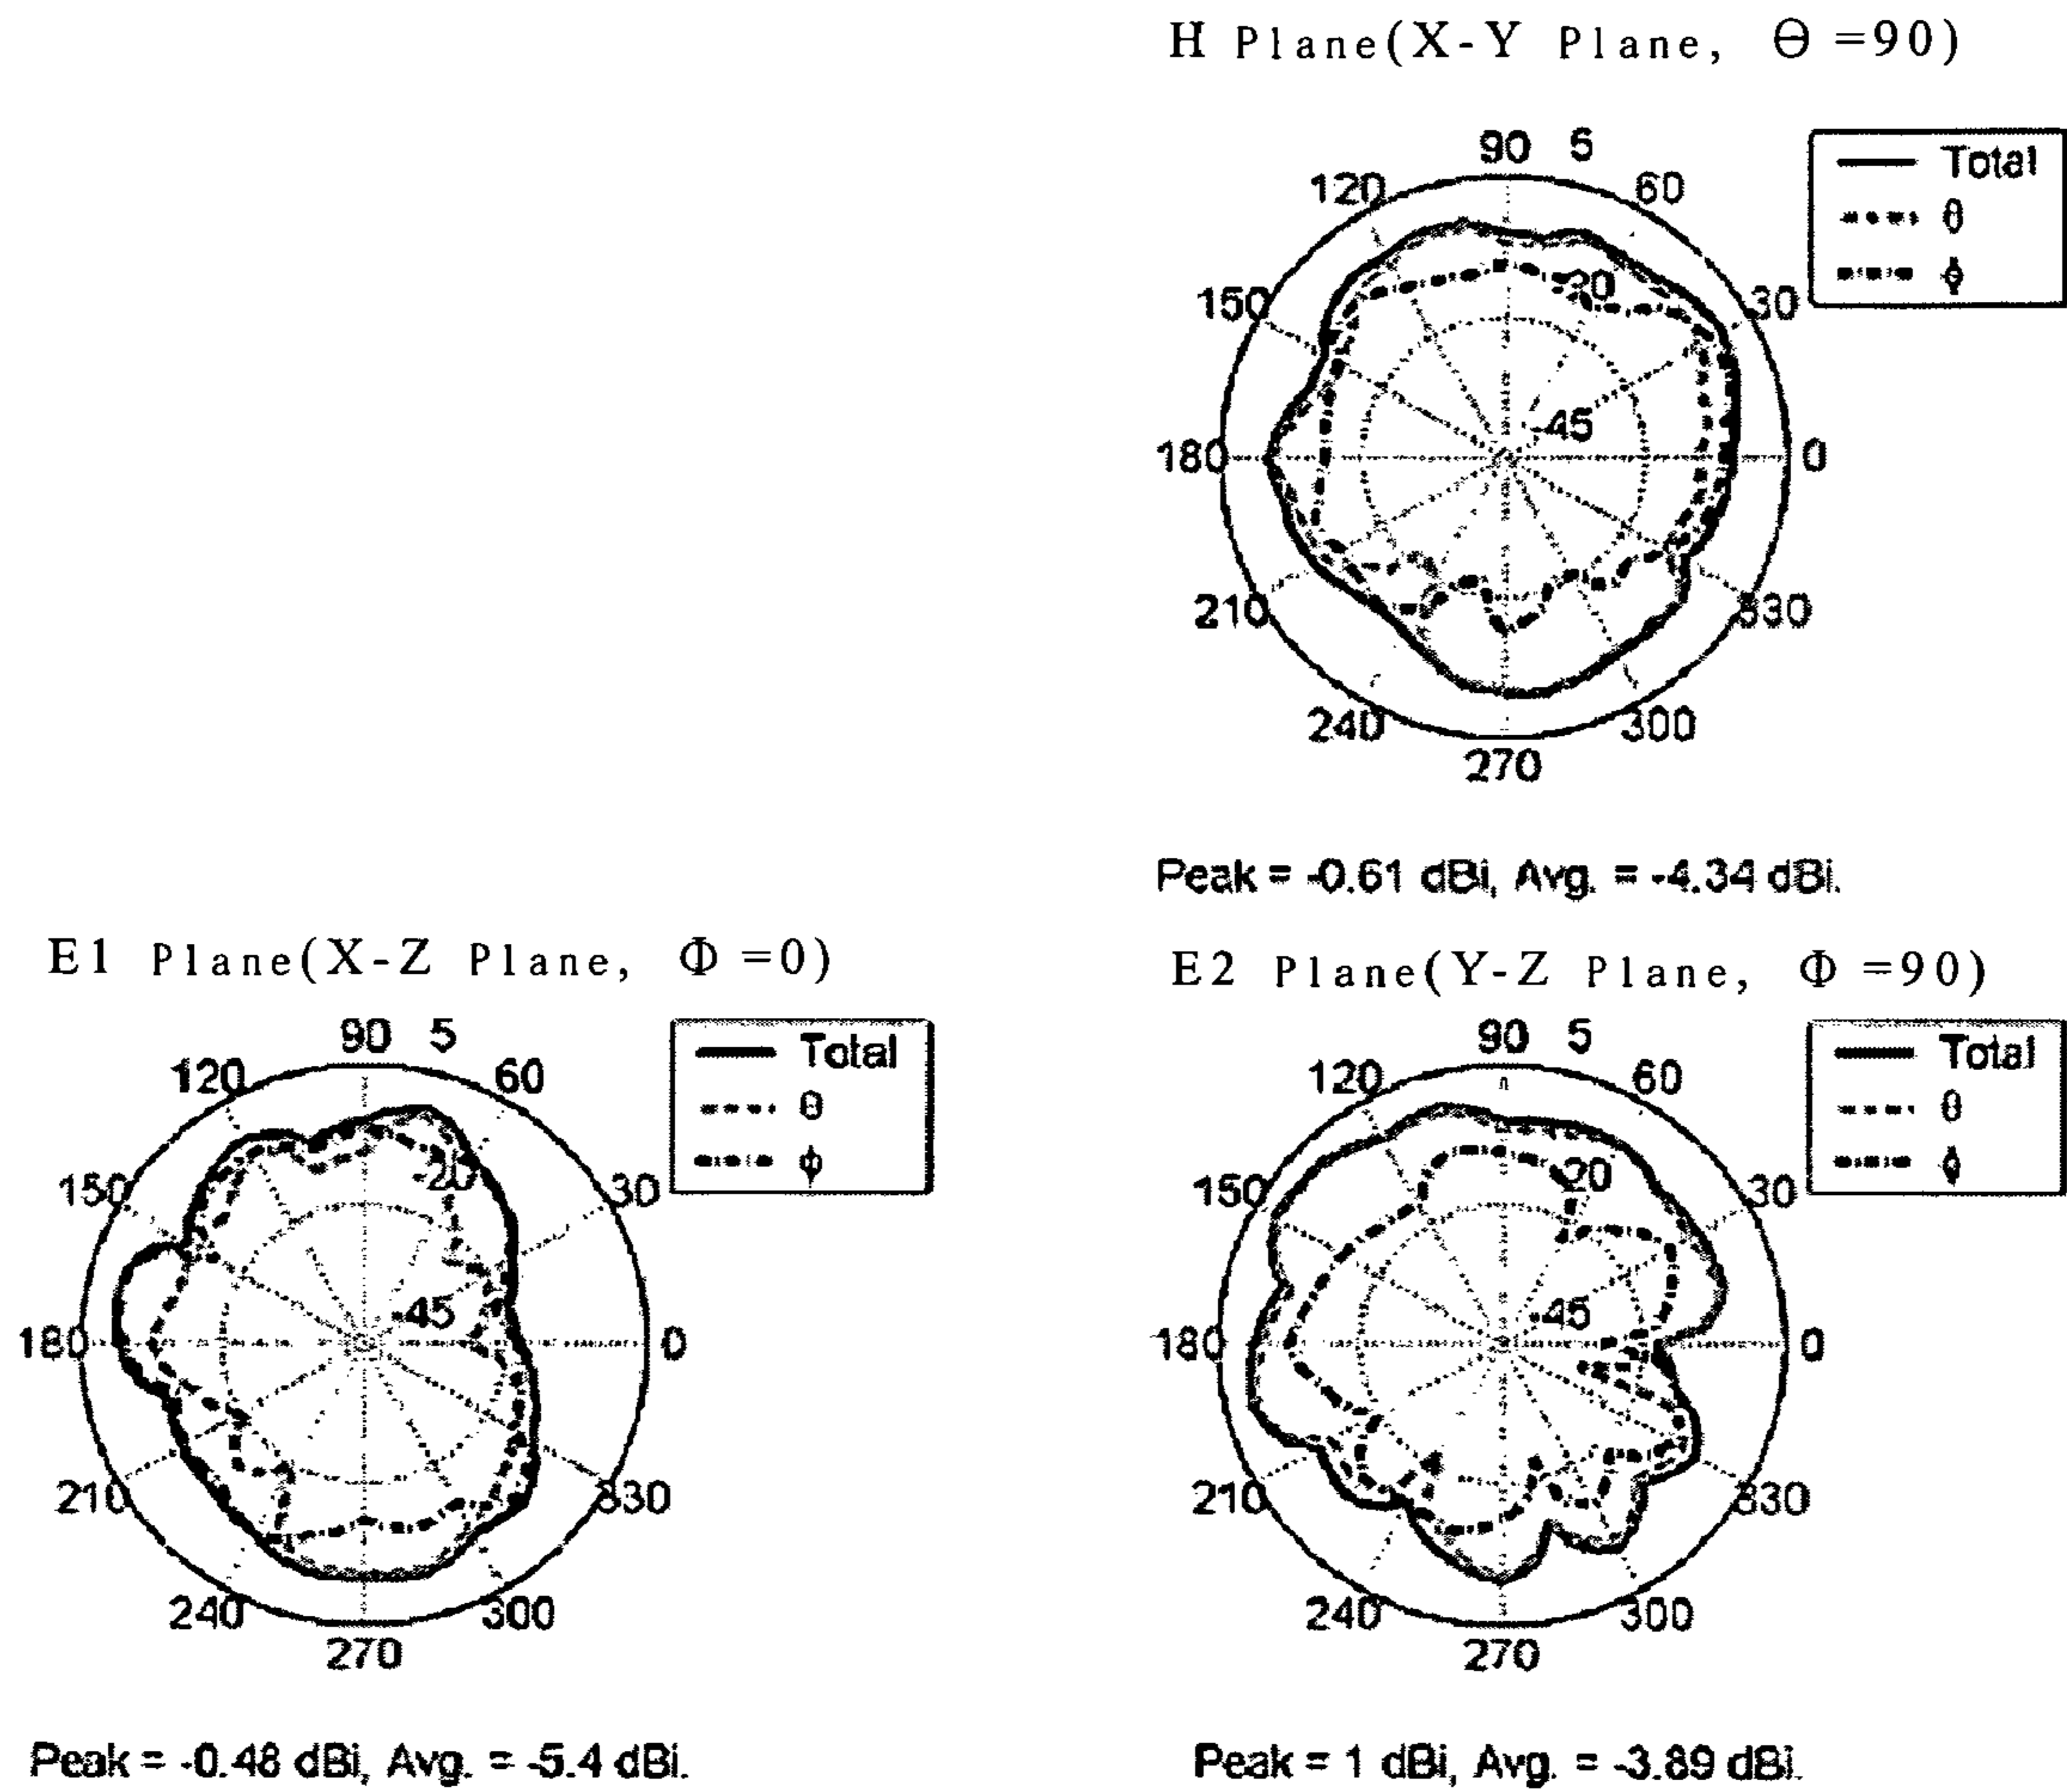 H Plane(X-Y Plane, Θ =90)
90 5
120 60
150 30
180 0
210 330
240 300
270
-20
-45
Total
θ
ϕ
Peak = -0.61 dBi, Avg. = -4.34 dBi.
E1 Plane(X-Z Plane, Φ =0)
90 5
120 60
150 30
180 0
210 330
240 300
270
-20
-45
Total
θ
ϕ
Peak = -0.48 dBi, Avg. = -5.4 dBi.
E2 Plane(Y-Z Plane, Φ =90)
90 5
120 60
150 30
180 0
210 330
240 300
270
-20
-45
Total
θ
ϕ
Peak = 1 dBi, Avg. = -3.89 dBi.